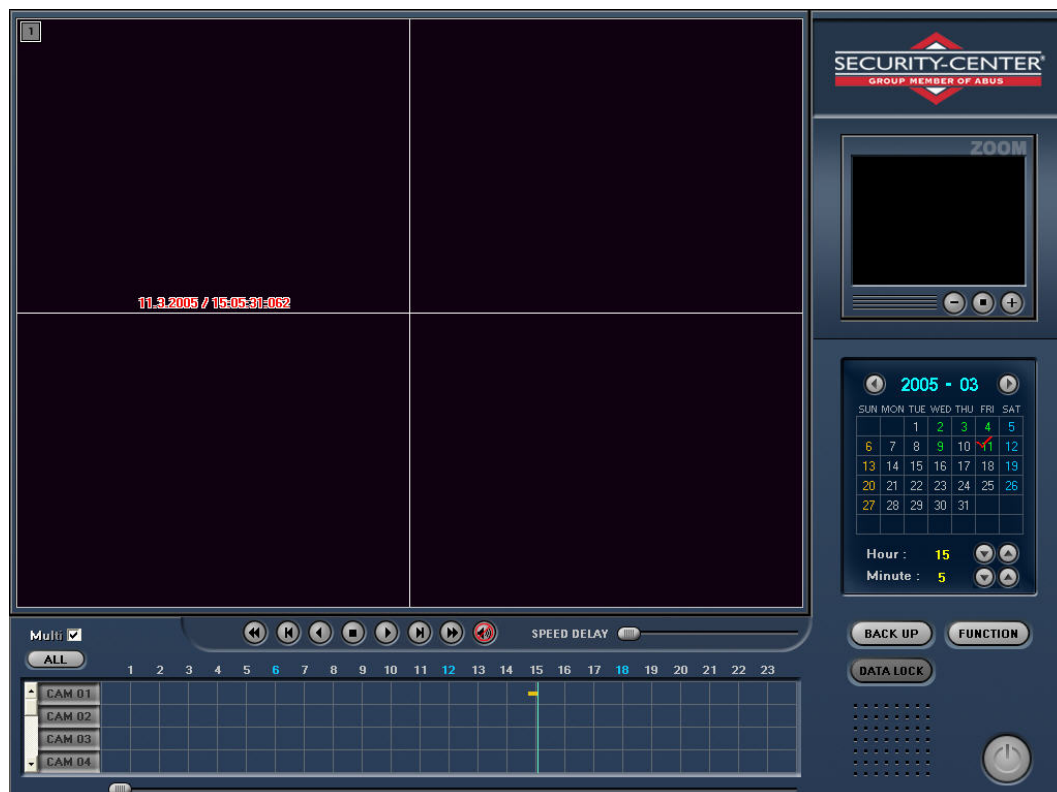 1
SECURITY-CENTER®
GROUP MEMBER OF ABUS
ZOOM
11.3.2005 / 15:05:31:062
2005 - 03
SUN MON TUE WED THU FRI SAT
1 2 3 4 5
6 7 8 9 10 11 12
13 14 15 16 17 18 19
20 21 22 23 24 25 26
27 28 29 30 31
Hour : 15
Minute : 5
Multi
SPEED DELAY
BACK UP FUNCTION
ALL
DATA LOCK
1 2 3 4 5 6 7 8 9 10 11 12 13 14 15 16 17 18 19 20 21 22 23
CAM 01
CAM 02
CAM 03
CAM 04